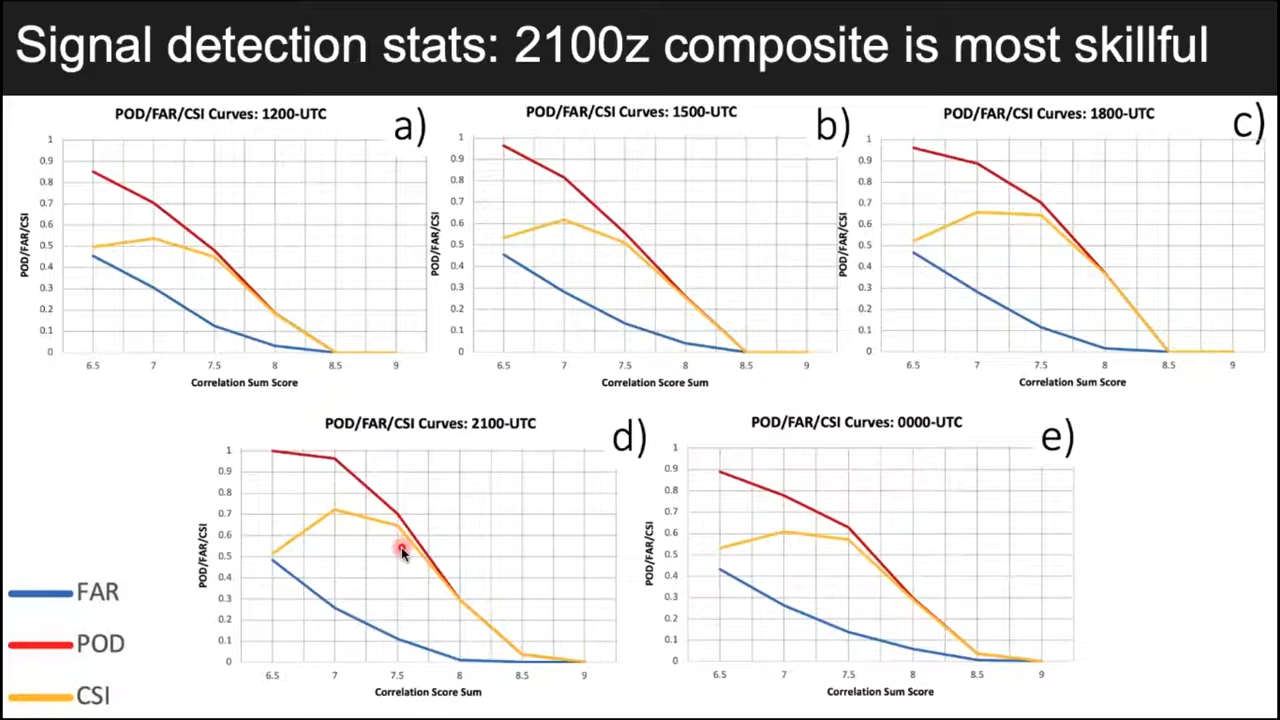 Signal detection stats: 2100z composite is most skillful
POD/FAR/CSI Curves: 1200-UTC
a)
POD/FAR/CSI
1
0.9
0.8
0.7
0.6
0.5
0.4
0.3
0.2
0.1
0
6.5 7 7.5 8 8.5 9
Correlation Sum Score
POD/FAR/CSI Curves: 1500-UTC
b)
POD/FAR/CSI
1
0.9
0.8
0.7
0.6
0.5
0.4
0.3
0.2
0.1
0
6.5 7 7.5 8 8.5 9
Correlation Score Sum
POD/FAR/CSI Curves: 1800-UTC
c)
POD/FAR/CSI
1
0.9
0.8
0.7
0.6
0.5
0.4
0.3
0.2
0.1
0
6.5 7 7.5 8 8.5 9
Correlation Sum Score
POD/FAR/CSI Curves: 2100-UTC
d)
POD/FAR/CSI
1
0.9
0.8
0.7
0.6
0.5
0.4
0.3
0.2
0.1
0
6.5 7 7.5 8 8.5 9
Correlation Score Sum
POD/FAR/CSI Curves: 0000-UTC
e)
POD/FAR/CSI
1
0.9
0.8
0.7
0.6
0.5
0.4
0.3
0.2
0.1
0
6.5 7 7.5 8 8.5 9
Correlation Sum Score
FAR
POD
CSI